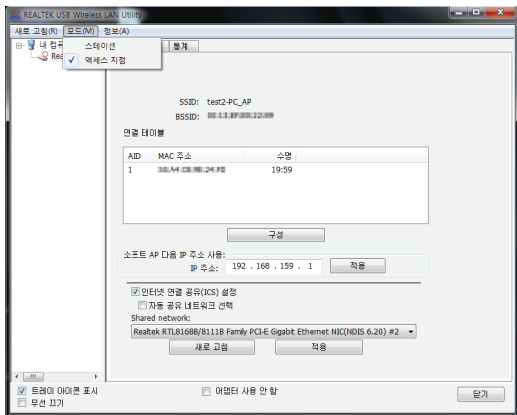 REALTEK USB Wireless LAN Utility
새로 고침(R) 모드(M) 정보(A)
스테이션
액세스 지점
내 컴퓨
Rea
통계
SSID: test2-PC_AP
BSSID:
연결 테이블
AID MAC 주소 수명
1 19:59
구성
소프트 AP 다음 IP 주소 사용:
IP 주소: 192 . 168 . 159 . 1 적용
인터넷 연결 공유(ICS) 설정
자동 공유 네트워크 선택
Shared network:
Realtek RTL8168B/8111B Family PCI-E Gigabit Ethernet NIC(NDIS 6.20) #2
새로 고침 적용
트레이 아이콘 표시 어댑터 사용 안 함 닫기
무선 끄기